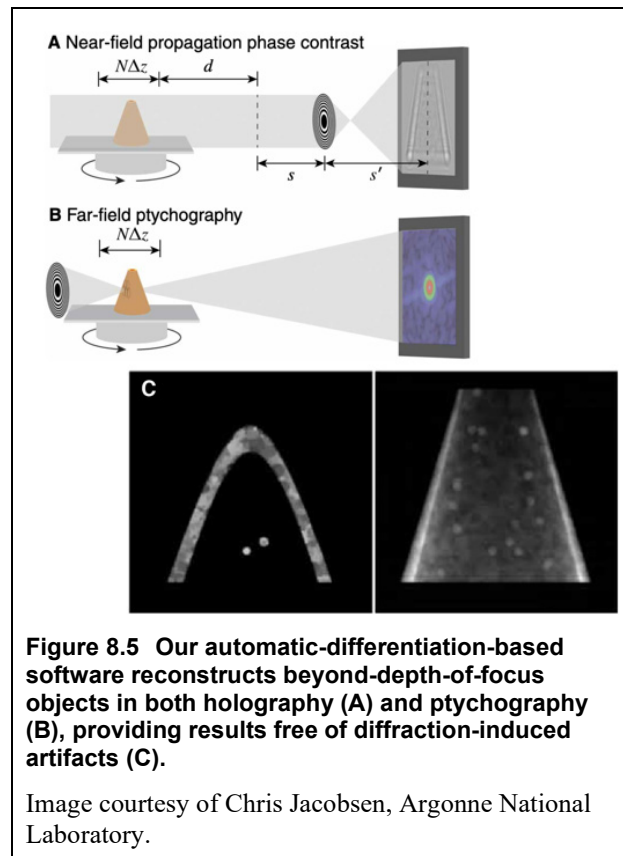 A Near-field propagation phase contrast
NΔz
d
s
s′
B Far-field ptychography
NΔz
C
Figure 8.5 Our automatic-differentiation-based
software reconstructs beyond-depth-of-focus
objects in both holography (A) and ptychography
(B), providing results free of diffraction-induced
artifacts (C).
Image courtesy of Chris Jacobsen, Argonne National
Laboratory.